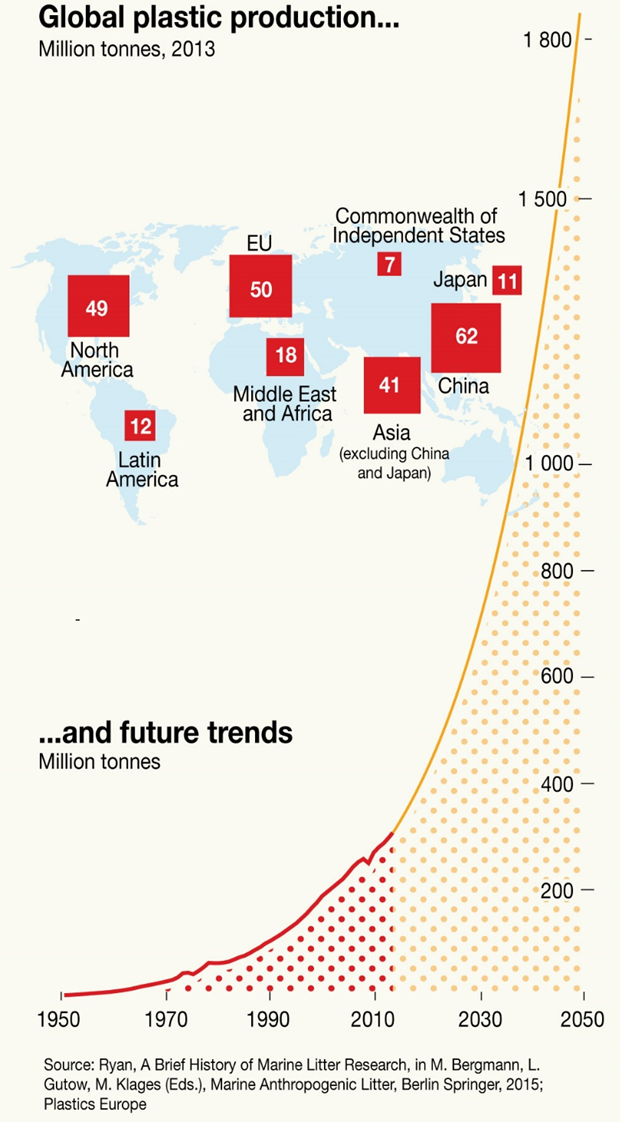 Global plastic production...
Million tonnes, 2013
1 800
1 500
Commonwealth of
Independent States
7
EU
50
Japan
11
49
North
America
62
China
18
Middle East
and Africa
41
Asia
(excluding China
and Japan)
12
Latin
America
1 000
800
600
...and future trends
Million tonnes
400
200
1950
1970
1990
2010
2030
2050
Source: Ryan, A Brief History of Marine Litter Research, in M. Bergmann, L.
Gutow, M. Klages (Eds.), Marine Anthropogenic Litter, Berlin Springer, 2015;
Plastics Europe